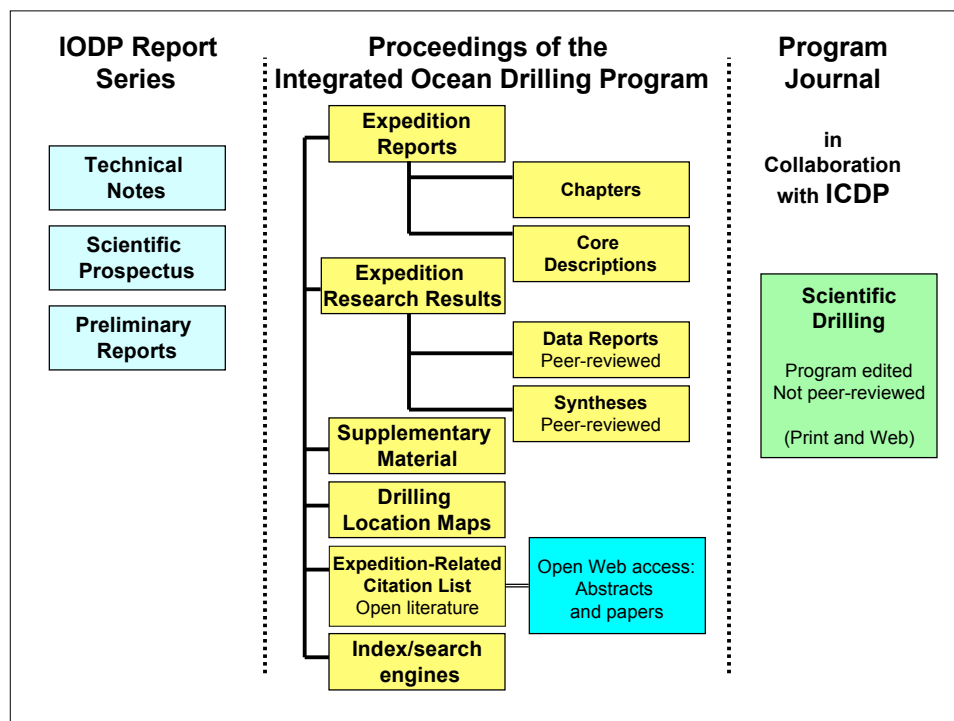 IODP Report
Series
Technical
Notes
Scientific
Prospectus
Preliminary
Reports
Proceedings of the
Integrated Ocean Drilling Program
Expedition
Reports
Chapters
Core
Descriptions
Expedition
Research Results
Data Reports
Peer-reviewed
Syntheses
Peer-reviewed
Supplementary
Material
Drilling
Location Maps
Expedition-Related
Citation List
Open literature
Open Web access:
Abstracts
and papers
Index/search
engines
Program
Journal
in
Collaboration
with ICDP
Scientific
Drilling
Program edited
Not peer-reviewed
(Print and Web)